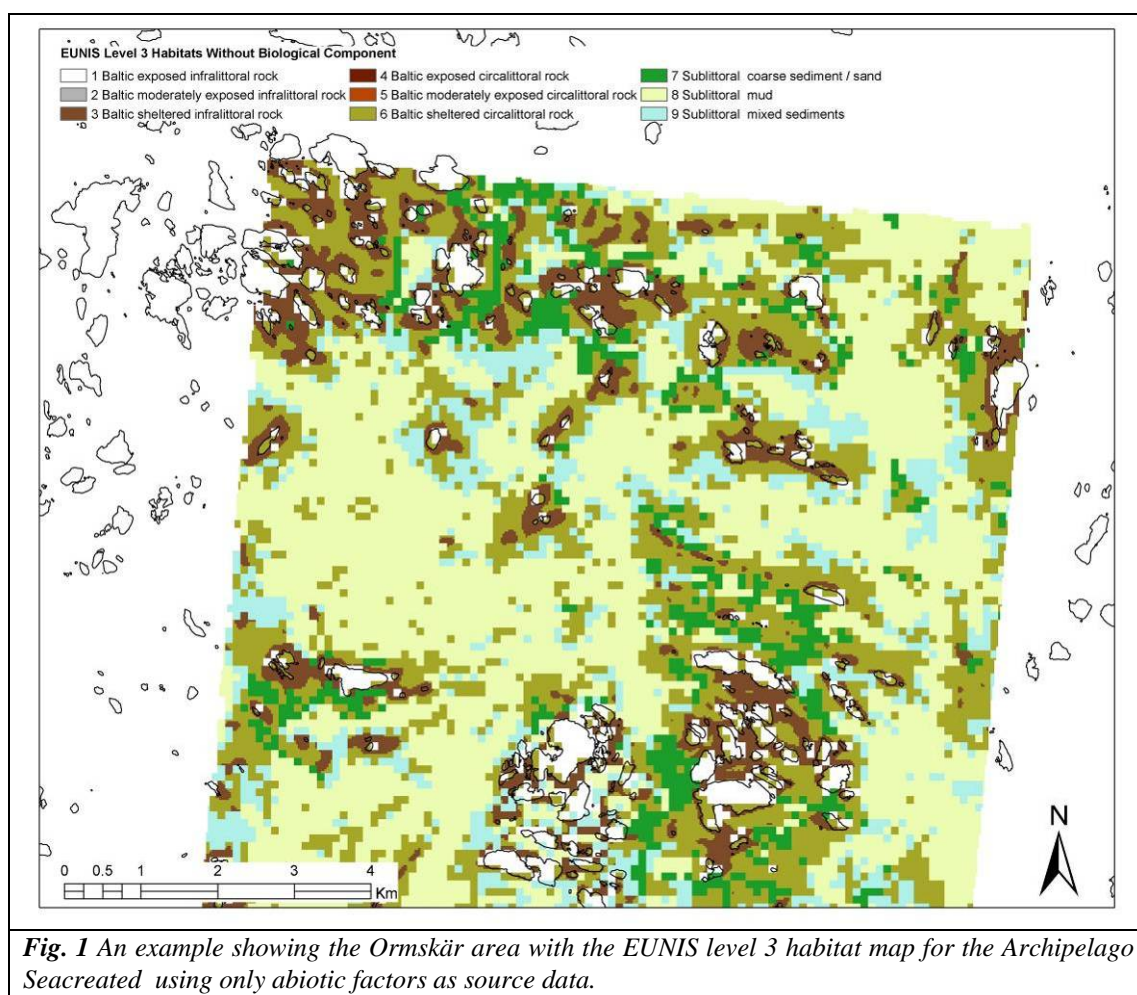 EUNIS Level 3 Habitats Without Biological Component
1 Baltic exposed infralittoral rock
2 Baltic moderately exposed infralittoral rock
3 Baltic sheltered infralittoral rock
4 Baltic exposed circalittoral rock
5 Baltic moderately exposed circalittoral rock
6 Baltic sheltered circalittoral rock
7 Sublittoral coarse sediment / sand
8 Sublittoral mud
9 Sublittoral mixed sediments
N
0 0.5 1 2 3 4
Km
Fig. 1 An example showing the Ormskär area with the EUNIS level 3 habitat map for the Archipelago
Seacreated using only abiotic factors as source data.